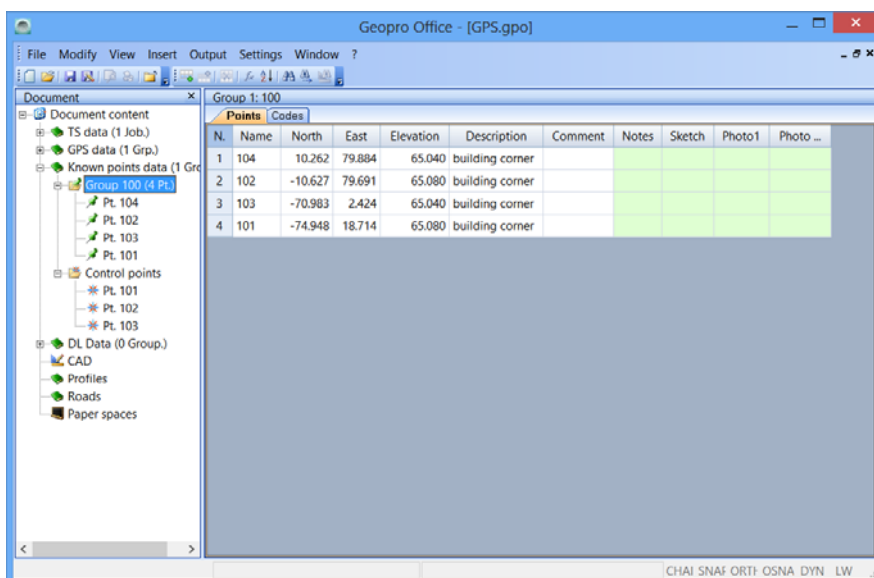 Geopro Office - [GPS.gpo]
File Modify View Insert Output Settings Window ?
Document
Document content
TS data (1 Job.)
GPS data (1 Grp.)
Known points data (1 Grc
Group 100 (4 Pt.)
Pt. 104
Pt. 102
Pt. 103
Pt. 101
Control points
Pt. 101
Pt. 102
Pt. 103
DL Data (0 Group.)
CAD
Profiles
Roads
Paper spaces
Group 1: 100
Points Codes
N. Name North East Elevation Description Comment Notes Sketch Photo1 Photo ...
1 104 10.262 79.884 65.040 building corner
2 102 -10.627 79.691 65.080 building corner
3 103 -70.983 2.424 65.040 building corner
4 101 -74.948 18.714 65.080 building corner
CHAI SNAF ORTH OSNA DYN LW